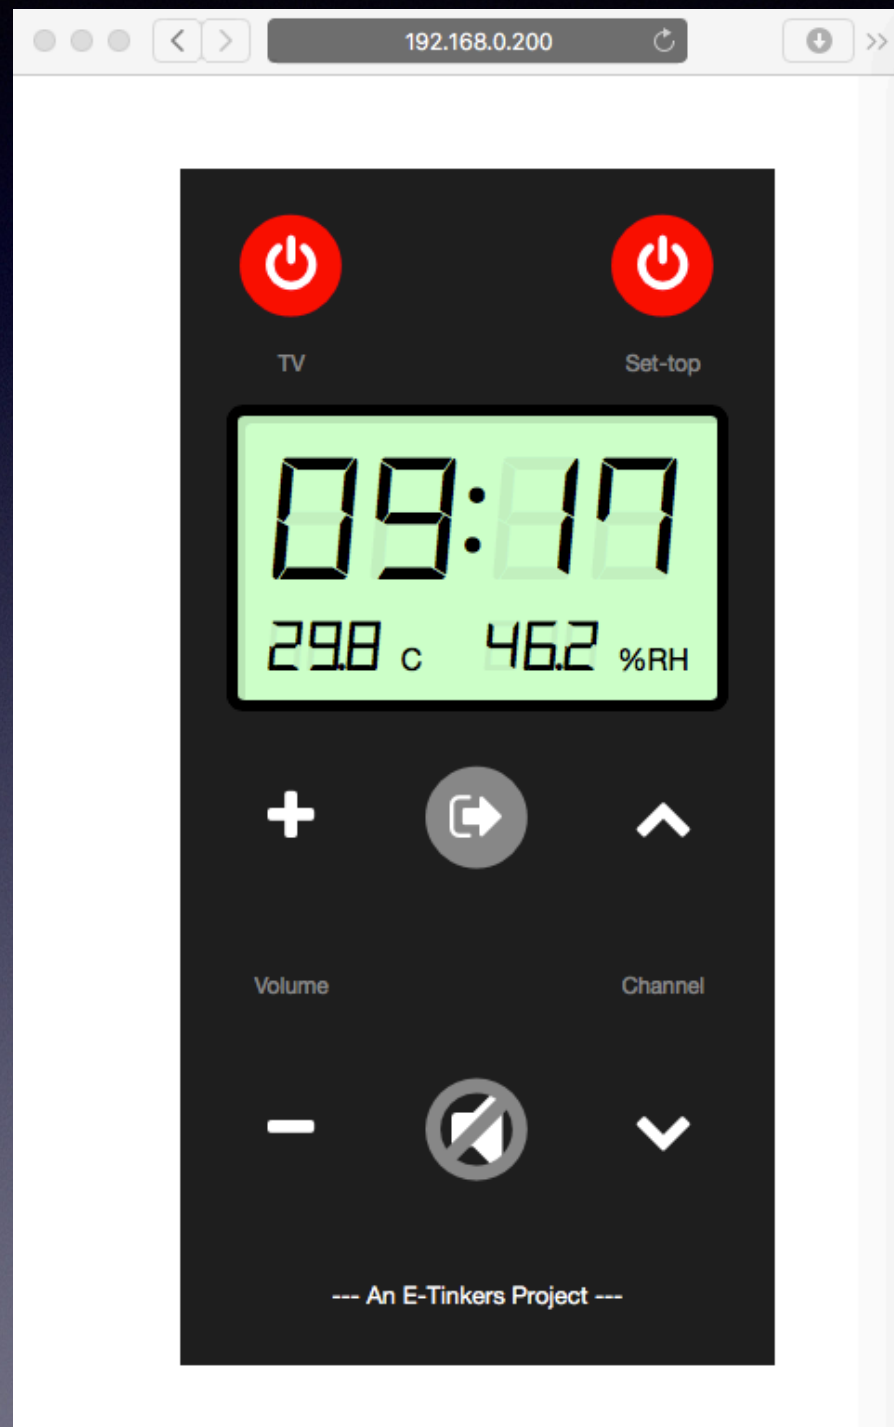 192.168.0.200
TV Set-top
09:17
29.8 C 46.2 %RH
Volume Channel
--- An E-Tinkers Project ---